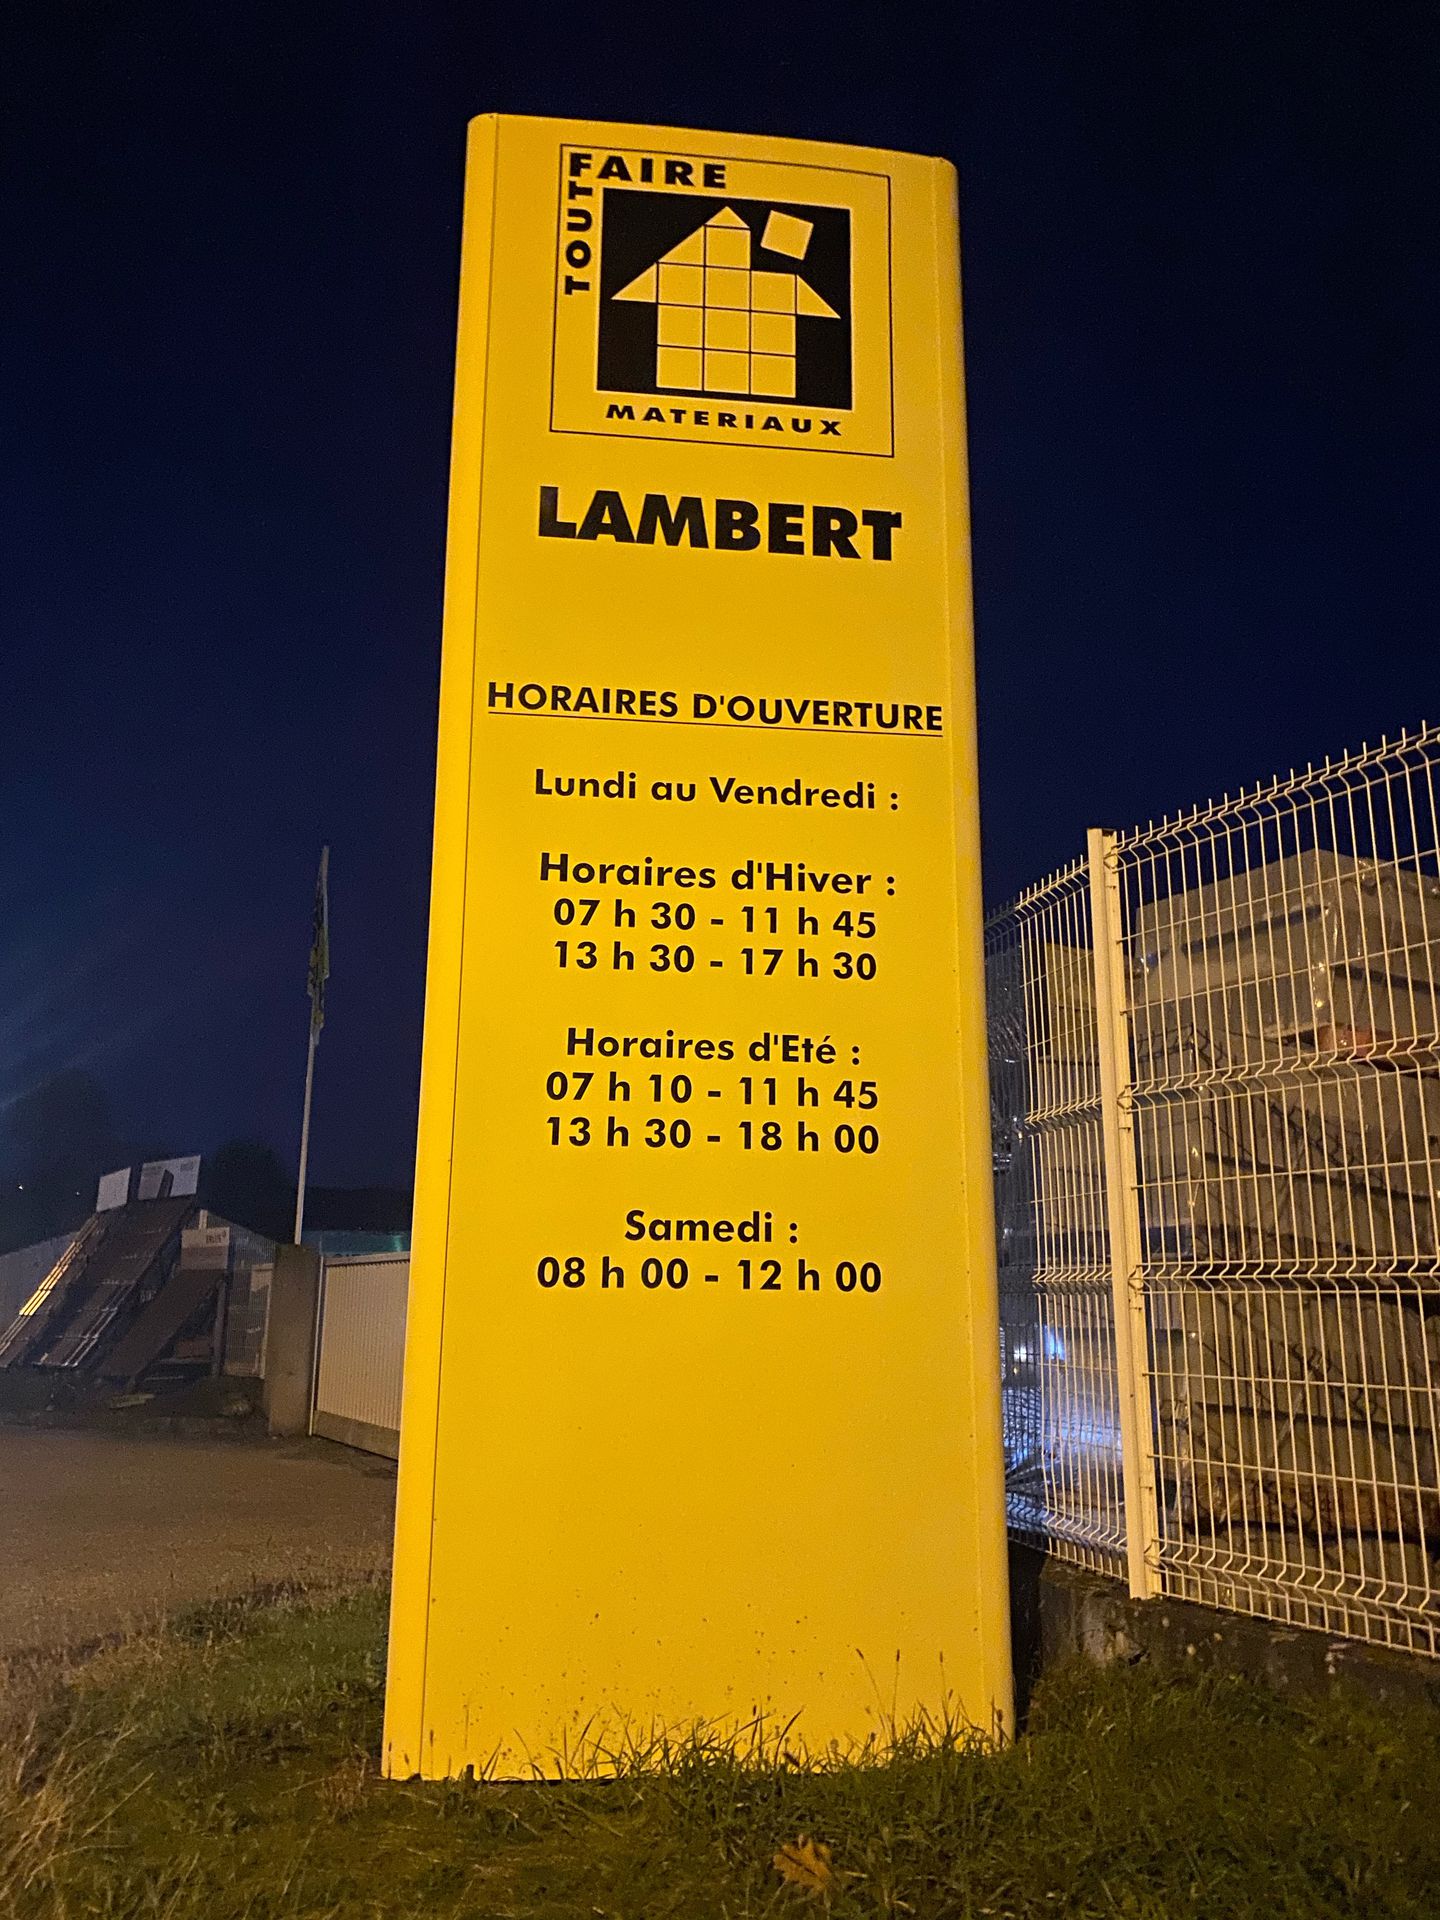 TOUT FAIRE
MATERIAUX
LAMBERT
HORAIRES D'OUVERTURE
Lundi au Vendredi :
Horaires d'Hiver :
07 h 30 - 11 h 45
13 h 30 - 17 h 30
Horaires d'Eté :
07 h 10 - 11 h 45
13 h 30 - 18 h 00
Samedi :
08 h 00 - 12 h 00